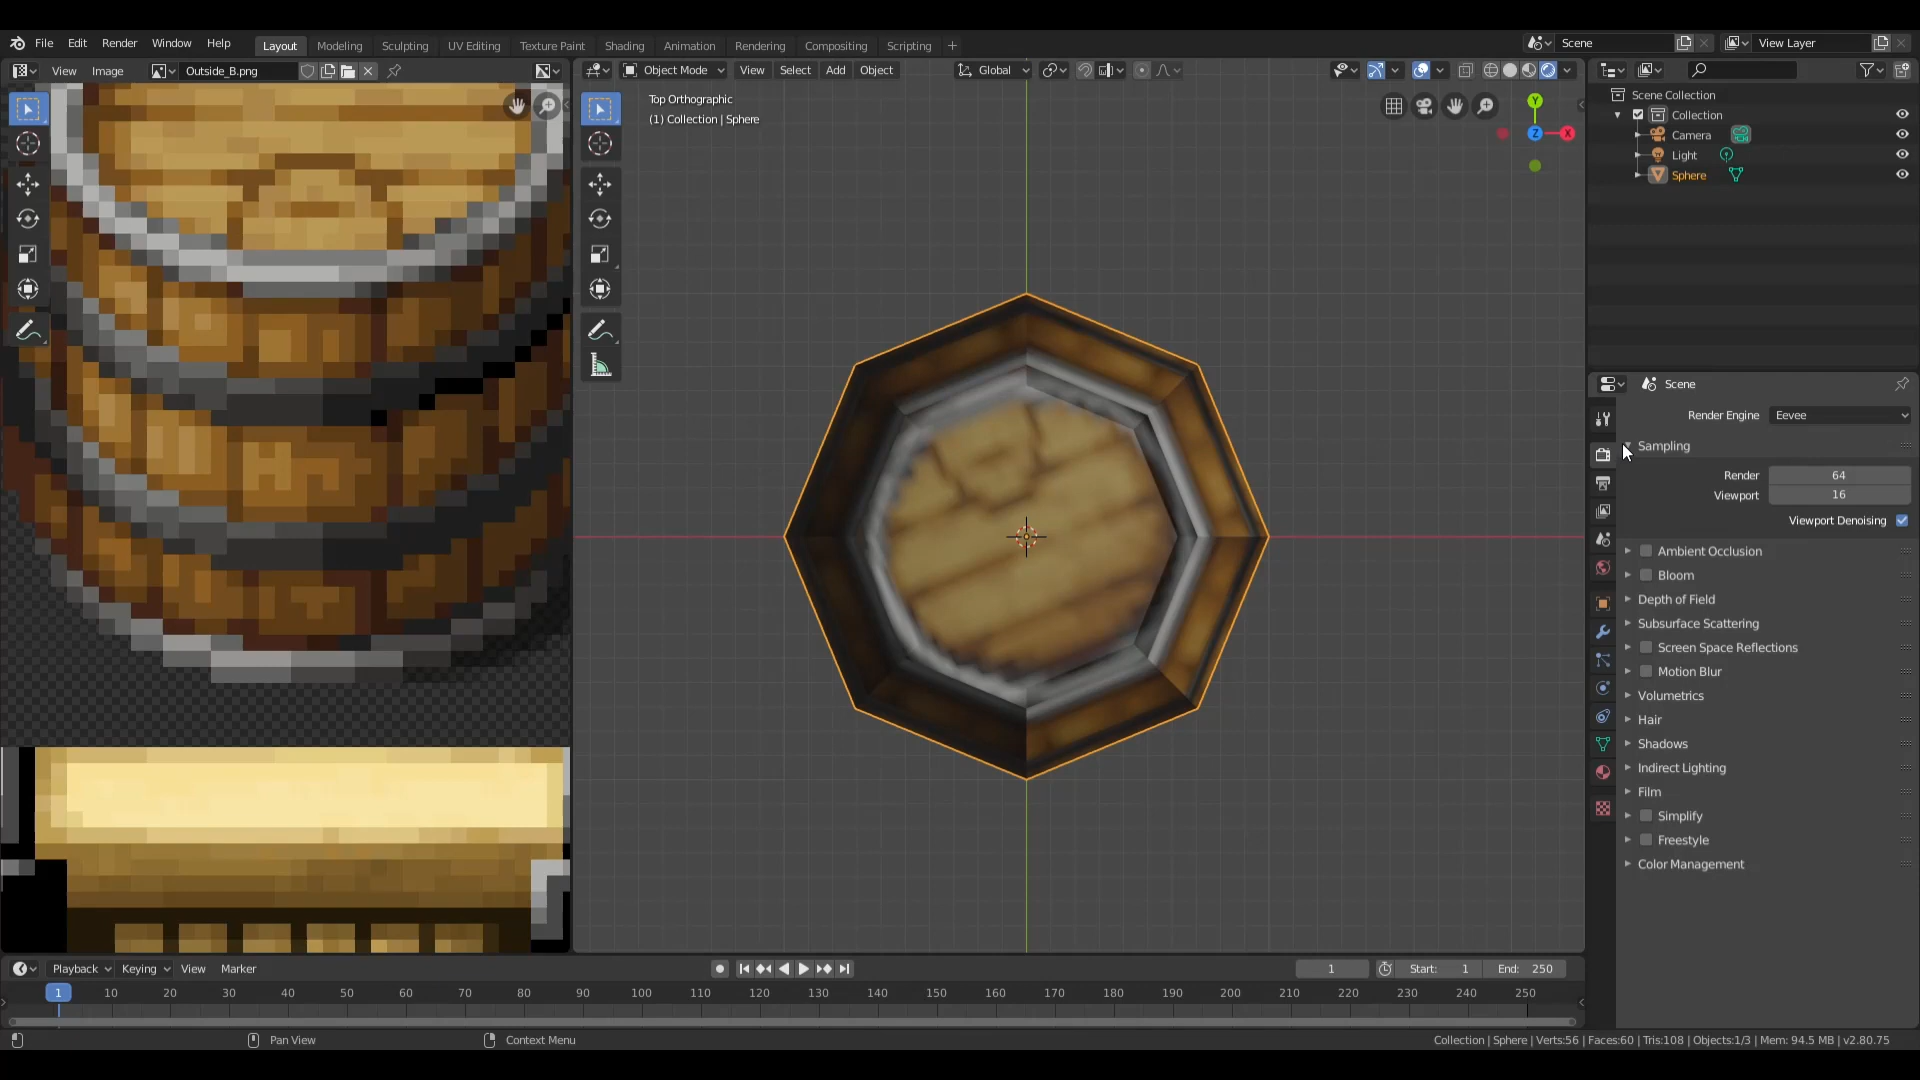 File Edit Render Window Help Layout Modeling Sculpting UV Editing Texture Paint Shading Animation Rendering Compositing Scripting + Scene View Layer
View Image Outside_B.png Object Mode View Select Add Object Global
Top Orthographic
(1) Collection | Sphere
Y
Z
X
Scene Collection
Collection
Camera
Light
Sphere
Scene
Render Engine Eevee
Sampling
Render 64
Viewport 16
Viewport Denoising
Ambient Occlusion
Bloom
Depth of Field
Subsurface Scattering
Screen Space Reflections
Motion Blur
Volumetrics
Hair
Shadows
Indirect Lighting
Film
Simplify
Freestyle
Color Management
Playback Keying View Marker 1 Start: 1 End: 250
1 10 20 30 40 50 60 70 80 90 100 110 120 130 140 150 160 170 180 190 200 210 220 230 240 250
Pan View Context Menu Collection | Sphere | Verts:56 | Faces:60 | Tris:108 | Objects:1/3 | Mem: 94.5 MB | v2.80.75